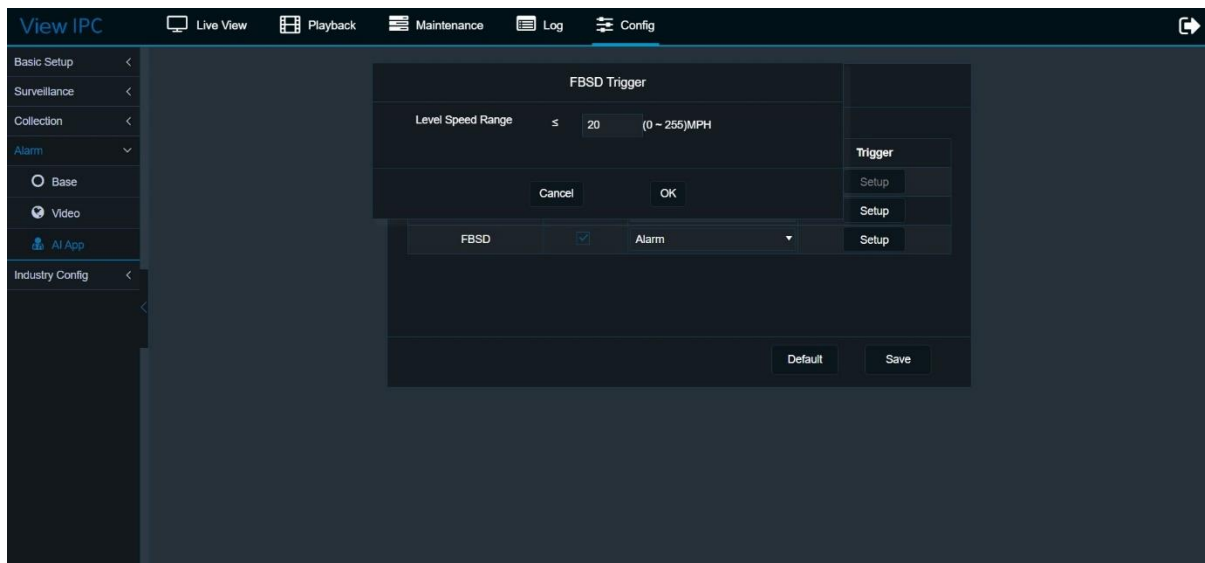 View IPC
Live View
Playback
Maintenance
Log
Config
Basic Setup
Surveillance
Collection
Alarm
Base
Video
AI App
Industry Config
FBSD Trigger
Level Speed Range ≤ 20 (0 ~ 255)MPH
Cancel OK
Trigger
Setup
Setup
FBSD Alarm Setup
Default Save